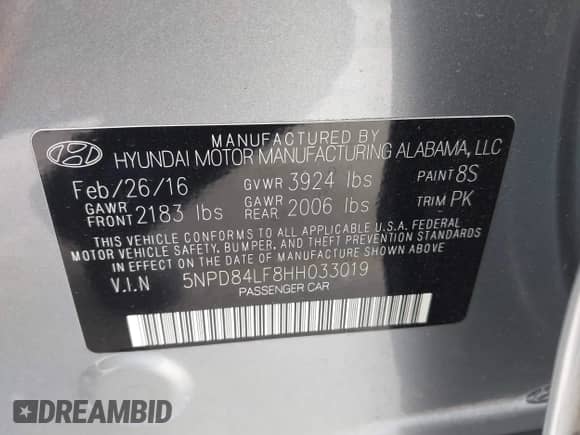 MANUFACTURED BY
HYUNDAI MOTOR MANUFACTURING ALABAMA, LLC
Feb/26/16 GVWR 3924 lbs PAINT 8S
GAWR FRONT 2183 lbs GAWR REAR 2006 lbs TRIM PK
THIS VEHICLE CONFORMS TO ALL APPLICABLE U.S.A. FEDERAL
MOTOR VEHICLE SAFETY, BUMPER, AND THEFT PREVENTION STANDARDS
IN EFFECT ON THE DATE OF MANUFACTURE SHOWN ABOVE.
V.I.N 5NPD84LF8HH033019
PASSENGER CAR
DREAMBID